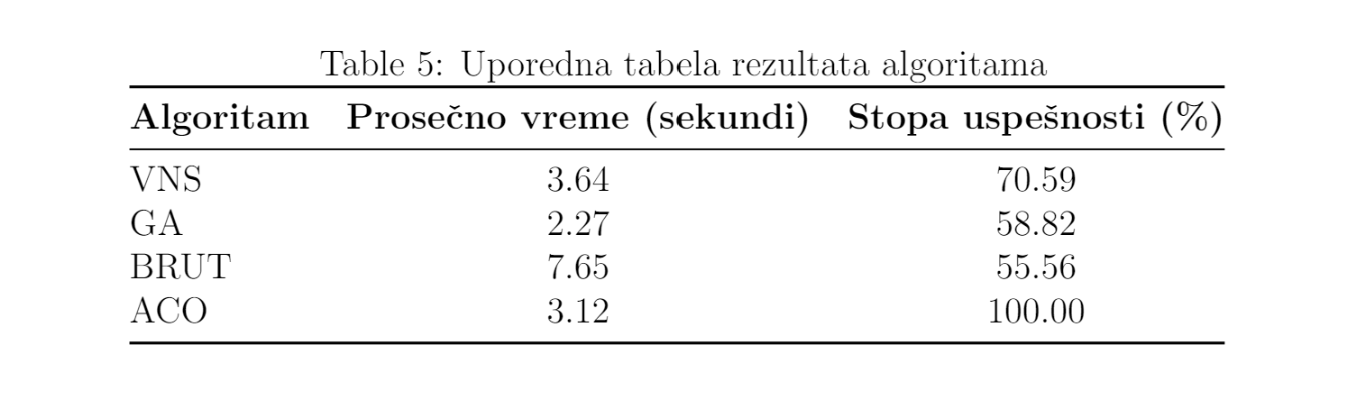 Table 5: Uporedna tabela rezultata algoritama
Algoritam Prosečno vreme (sekundi) Stopa uspešnosti (%)
VNS 3.64 70.59
GA 2.27 58.82
BRUT 7.65 55.56
ACO 3.12 100.00